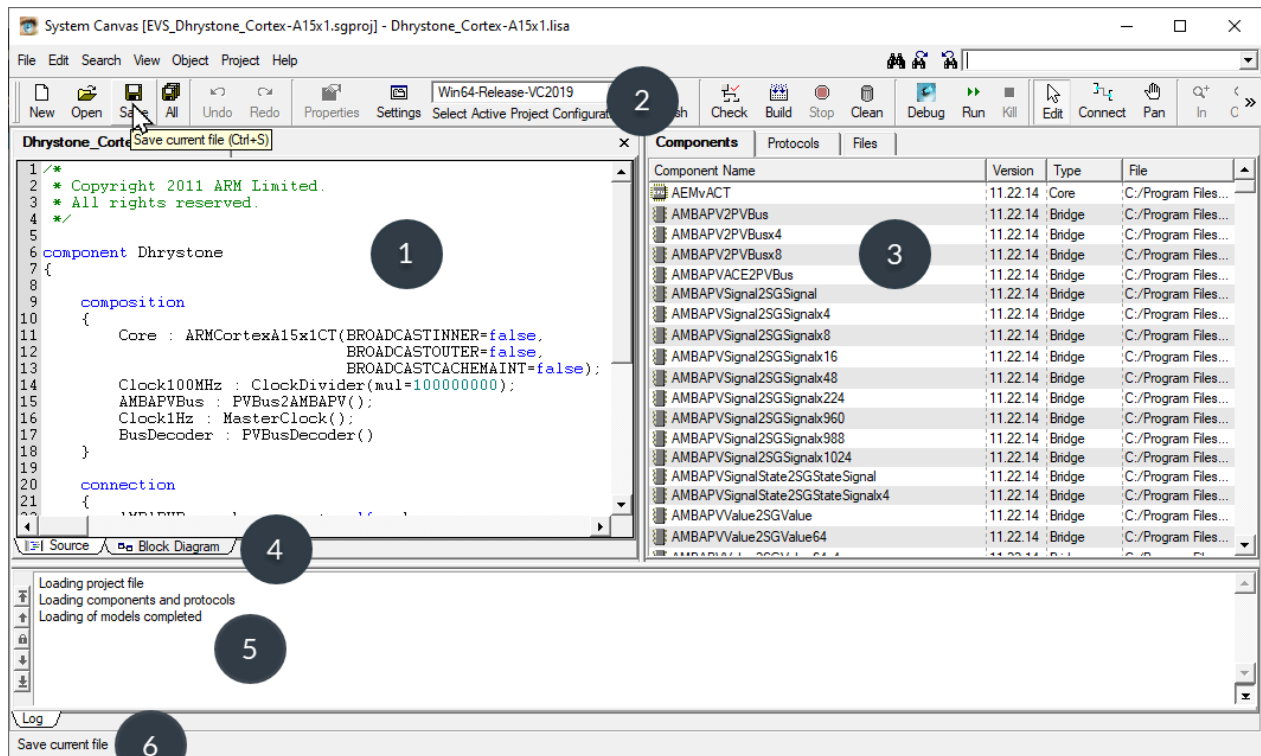 System Canvas [EVS_Dhrystone_Cortex-A15x1.sgproj] - Dhrystone_Cortex-A15x1.lisa
File Edit Search View Object Project Help
Win64-Release-VC2019
New Open Save All Undo Redo Properties Settings Select Active Project 2 Check Build Stop Clean Debug Run Kill Edit Connect Pan In
Save current file (Ctrl+S)
Components Protocols Files
Component Name Version Type File
1 /*
2 * Copyright 2011 ARM Limited.
3 * All rights reserved.
4 */
5
6 component Dhrystone
7 {
8
9 composition
10 {
11 Core : ARMCortexA15x1CT(BROADCASTINNER=false,
12 BROADCASTOUTER=false,
13 BROADCASTCACHEMAINT=false);
14 Clock100MHz : ClockDivider(mul=100000000);
15 AMBAPVBus : PVBus2AMBAPV();
16 Clock1Hz : MasterClock();
17 BusDecoder : PVBusDecoder()
18 }
19
20 connection
21 {
1
AEMvACT 11.22.14 Core C:/Program Files...
AMBAPV2PVBus 11.22.14 Bridge C:/Program Files...
AMBAPV2PVBusx4 11.22.14 Bridge C:/Program Files...
AMBAPV2PVBusx8 11.22.14 Bridge C:/Program Files...
AMBAPVACE2PVBus 11.22.14 Bridge C:/Program Files...
AMBAPVSignal2SGSignal 11.22.14 Bridge C:/Program Files...
AMBAPVSignal2SGSignalx4 11.22.14 Bridge C:/Program Files...
AMBAPVSignal2SGSignalx8 11.22.14 Bridge C:/Program Files...
AMBAPVSignal2SGSignalx16 11.22.14 Bridge C:/Program Files...
AMBAPVSignal2SGSignalx48 11.22.14 Bridge C:/Program Files...
AMBAPVSignal2SGSignalx224 11.22.14 Bridge C:/Program Files...
AMBAPVSignal2SGSignalx960 11.22.14 Bridge C:/Program Files...
AMBAPVSignal2SGSignalx988 11.22.14 Bridge C:/Program Files...
AMBAPVSignal2SGSignalx1024 11.22.14 Bridge C:/Program Files...
AMBAPVSignalState2SGStateSignal 11.22.14 Bridge C:/Program Files...
AMBAPVSignalState2SGStateSignalx4 11.22.14 Bridge C:/Program Files...
AMBAPVValue2SGValue 11.22.14 Bridge C:/Program Files...
AMBAPVValue2SGValue64 11.22.14 Bridge C:/Program Files...
3
Source Block Diagram 4
Loading project file
Loading components and protocols
Loading of models completed
5
Log
Save current file 6